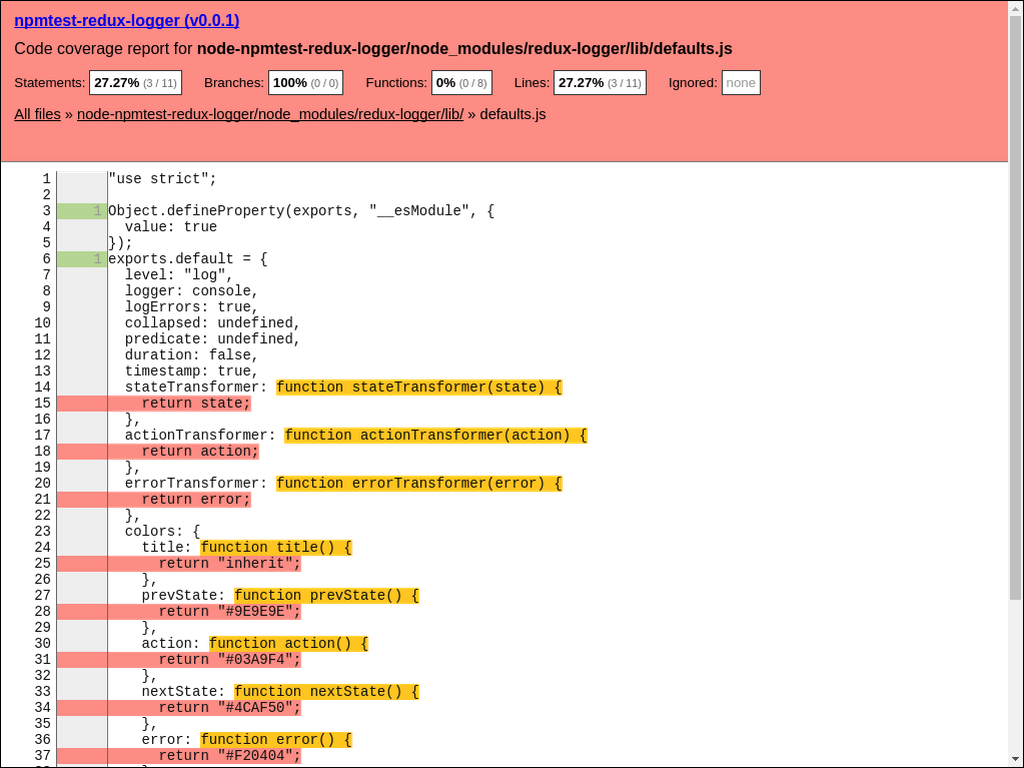 npmtest-redux-logger (v0.0.1)
Code coverage report for node-npmtest-redux-logger/node_modules/redux-logger/lib/defaults.js
Statements: 27.27% (3 / 11) Branches: 100% (0 / 0) Functions: 0% (0 / 8) Lines: 27.27% (3 / 11) Ignored: none
All files » node-npmtest-redux-logger/node_modules/redux-logger/lib/ » defaults.js
1 "use strict";
2
3 1 Object.defineProperty(exports, "__esModule", {
4   value: true
5 });
6 1 exports.default = {
7   level: "log",
8   logger: console,
9   logErrors: true,
10   collapsed: undefined,
11   predicate: undefined,
12   duration: false,
13   timestamp: true,
14   stateTransformer: function stateTransformer(state) {
15     return state;
16   },
17   actionTransformer: function actionTransformer(action) {
18     return action;
19   },
20   errorTransformer: function errorTransformer(error) {
21     return error;
22   },
23   colors: {
24     title: function title() {
25       return "inherit";
26     },
27     prevState: function prevState() {
28       return "#9E9E9E";
29     },
30     action: function action() {
31       return "#03A9F4";
32     },
33     nextState: function nextState() {
34       return "#4CAF50";
35     },
36     error: function error() {
37       return "#F20404";